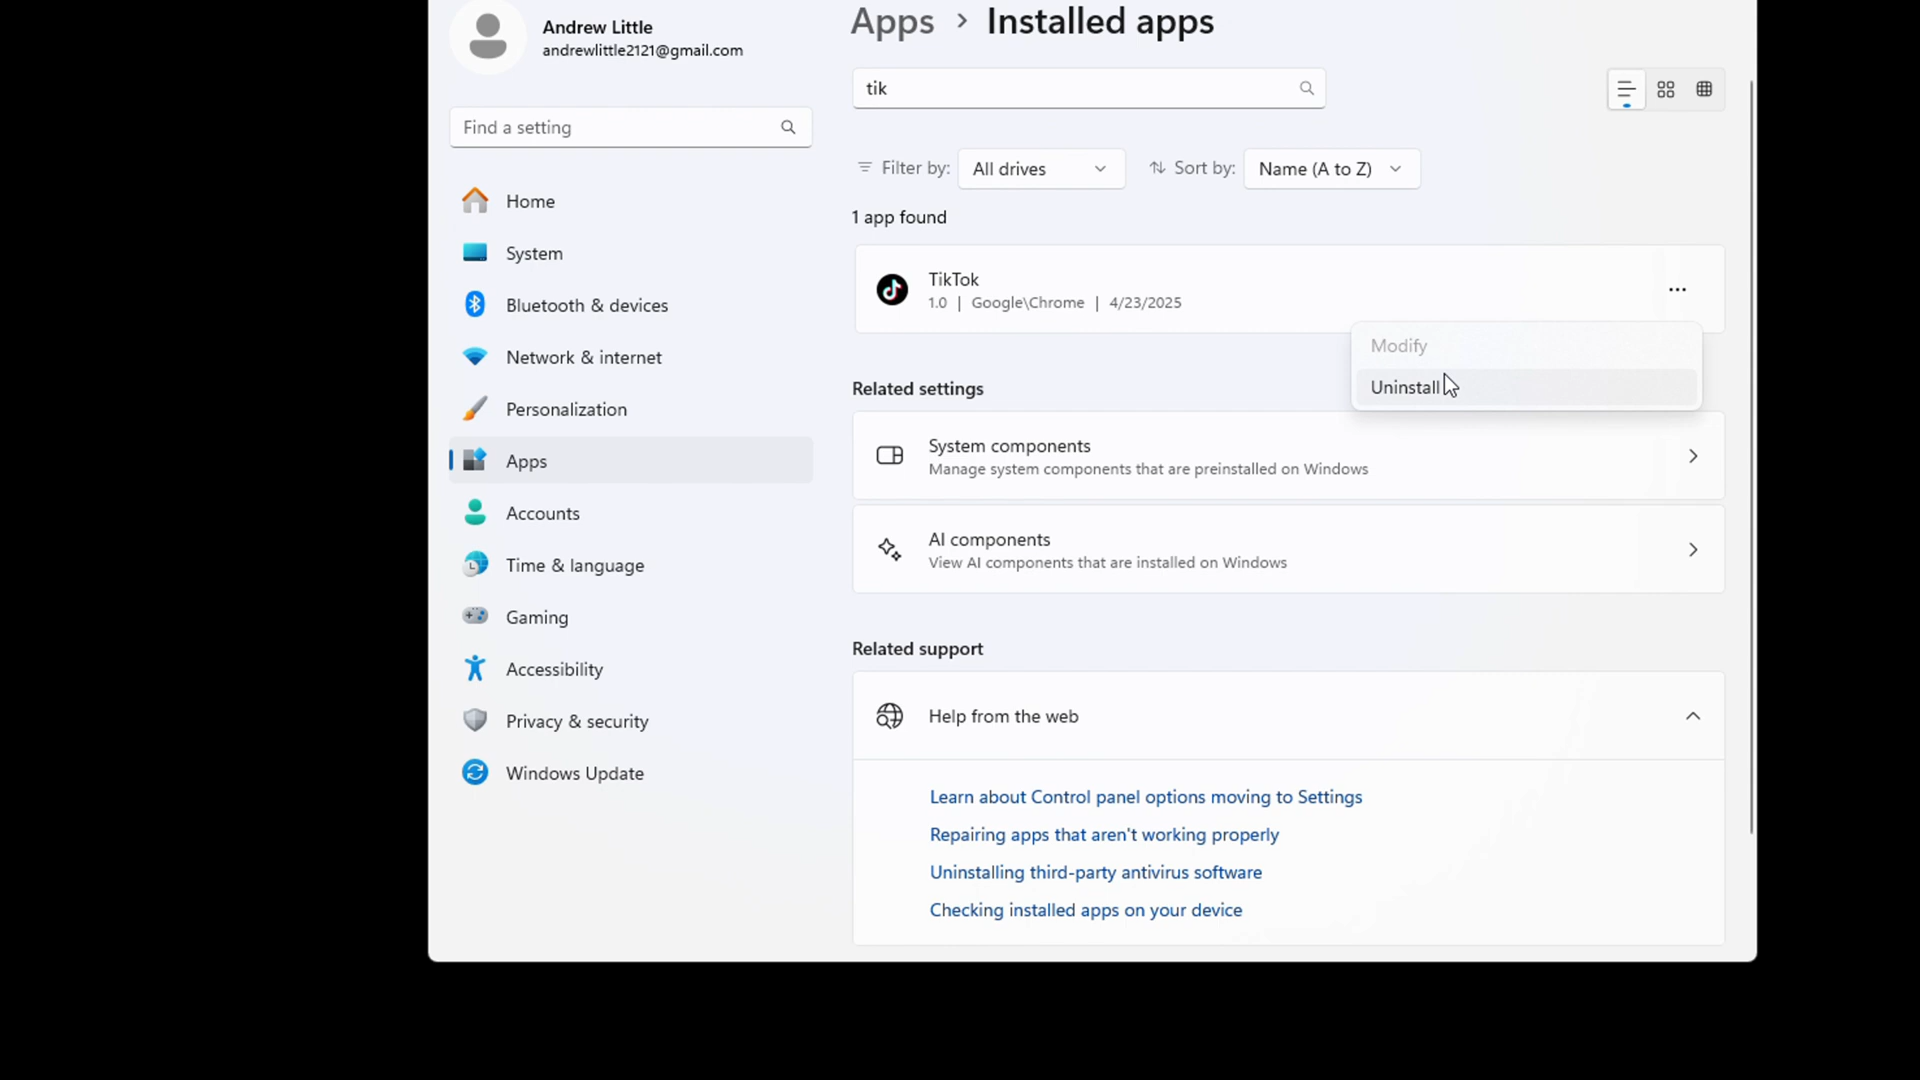 Andrew Little
andrewlittle2121@gmail.com
Find a setting
Home
System
Bluetooth & devices
Network & internet
Personalization
Apps
Accounts
Time & language
Gaming
Accessibility
Privacy & security
Windows Update
Apps > Installed apps
tik
Filter by: All drives Sort by: Name (A to Z)
1 app found
TikTok
1.0 | Google\Chrome | 4/23/2025
Modify
Uninstall
Related settings
System components
Manage system components that are preinstalled on Windows
AI components
View AI components that are installed on Windows
Related support
Help from the web
Learn about Control panel options moving to Settings
Repairing apps that aren't working properly
Uninstalling third-party antivirus software
Checking installed apps on your device